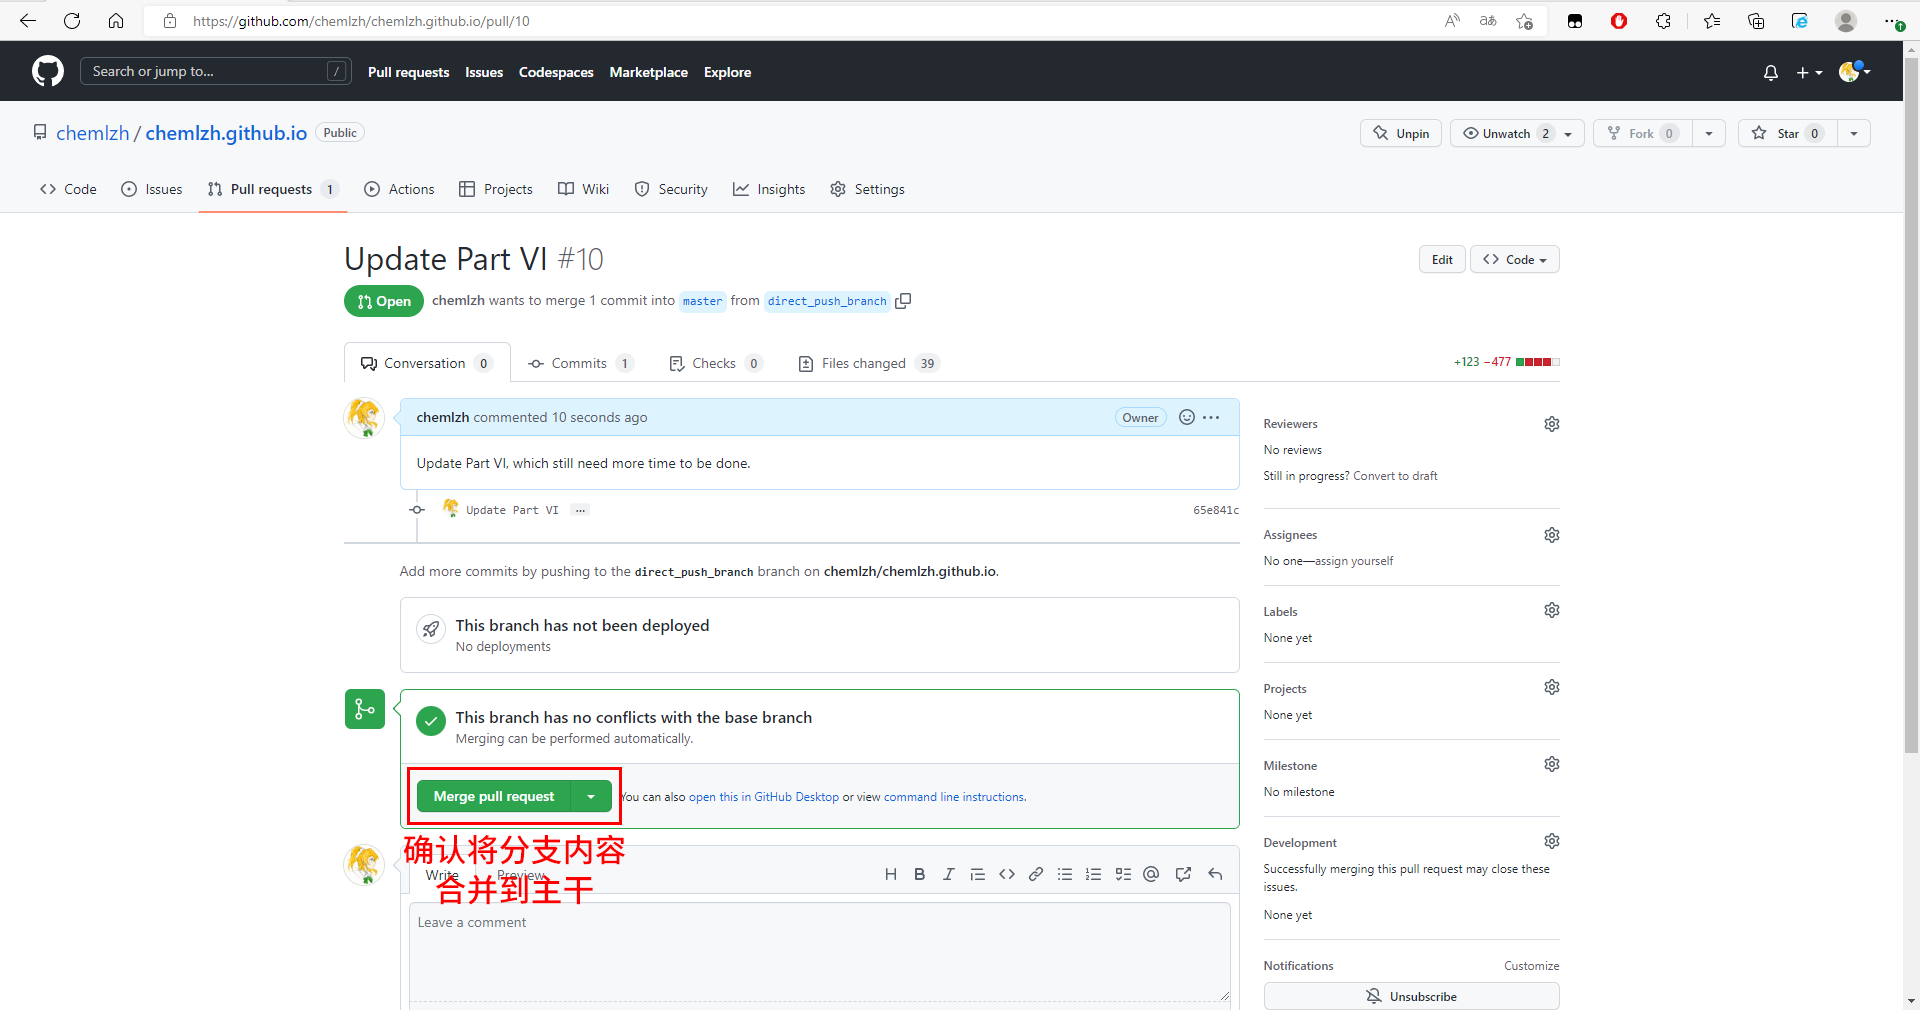 https://github.com/chemlzh/chemlzh.github.io/pull/10
Search or jump to...
/
Pull requests
Issues
Codespaces
Marketplace
Explore
chemlzh / chemlzh.github.io
Public
Unpin
Unwatch 2
Fork 0
Star 0
Code
Issues
Pull requests 1
Actions
Projects
Wiki
Security
Insights
Settings
Update Part VI #10
Edit
Code
Open
chemlzh wants to merge 1 commit into master from direct_push_branch
Conversation 0
Commits 1
Checks 0
Files changed 39
+123 −477
chemlzh commented 10 seconds ago
Owner
Update Part VI, which still need more time to be done.
Update Part VI
...
65e841c
Add more commits by pushing to the direct_push_branch branch on chemlzh/chemlzh.github.io.
This branch has not been deployed
No deployments
This branch has no conflicts with the base branch
Merging can be performed automatically.
Merge pull request
You can also open this in GitHub Desktop or view command line instructions.
确认将分支内容
合并到主干
Write
Preview
Leave a comment
Reviewers
No reviews
Still in progress? Convert to draft
Assignees
No one—assign yourself
Labels
None yet
Projects
None yet
Milestone
No milestone
Development
Successfully merging this pull request may close these
issues.
None yet
Notifications
Customize
Unsubscribe